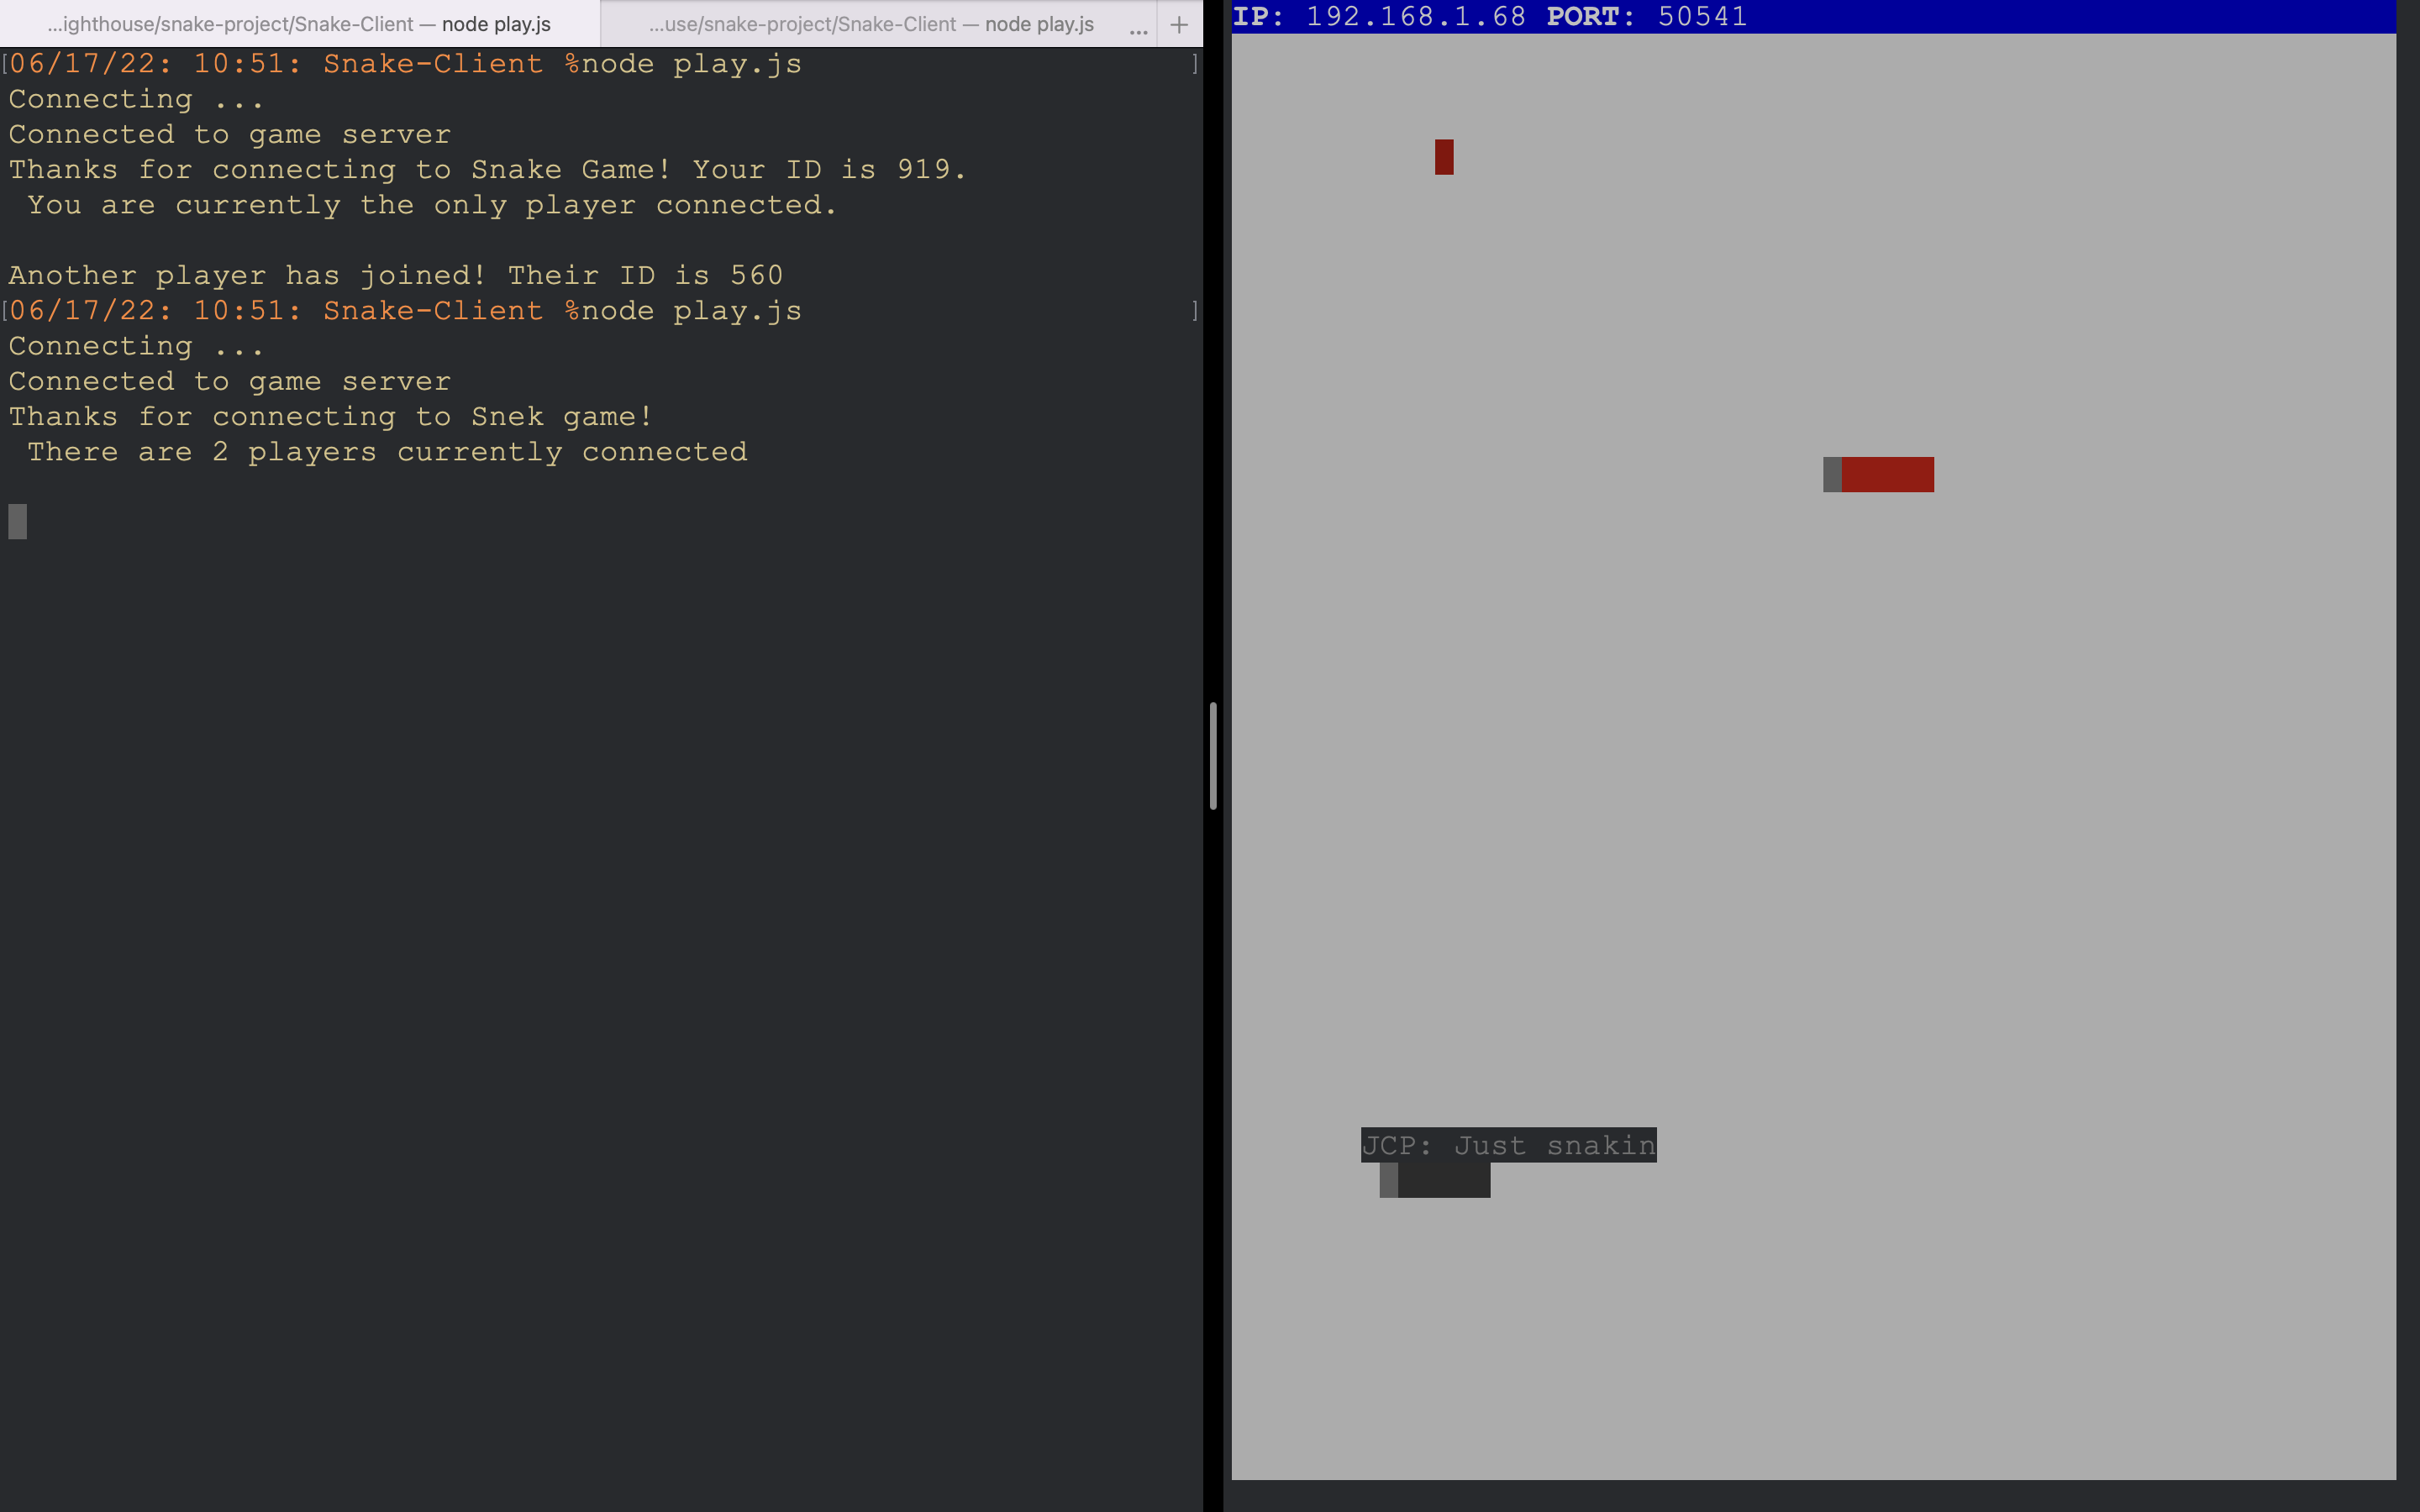 ...ighthouse/snake-project/Snake-Client — node play.js
...use/snake-project/Snake-Client — node play.js
... +
[06/17/22: 10:51: Snake-Client %node play.js ]
Connecting ...
Connected to game server
Thanks for connecting to Snake Game! Your ID is 919.
You are currently the only player connected.
Another player has joined! Their ID is 560
[06/17/22: 10:51: Snake-Client %node play.js ]
Connecting ...
Connected to game server
Thanks for connecting to Snek game!
There are 2 players currently connected
IP: 192.168.1.68 PORT: 50541
JCP: Just snakin